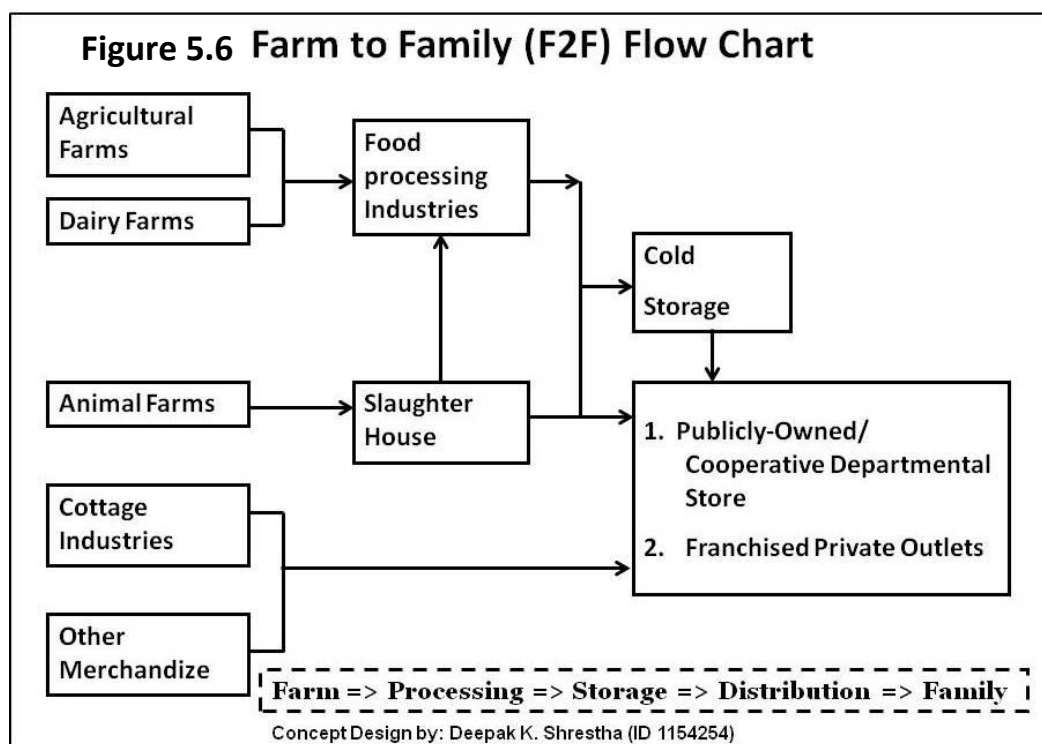 Figure 5.6 Farm to Family (F2F) Flow Chart
Agricultural
Farms
Dairy Farms
Food
processing
Industries
Cold
Storage
Animal Farms
Slaughter
House
1. Publicly-Owned/
Cooperative Departmental
Store
2. Franchised Private Outlets
Cottage
Industries
Other
Merchandize
Farm => Processing => Storage => Distribution => Family
Concept Design by: Deepak K. Shrestha (ID 1154254)